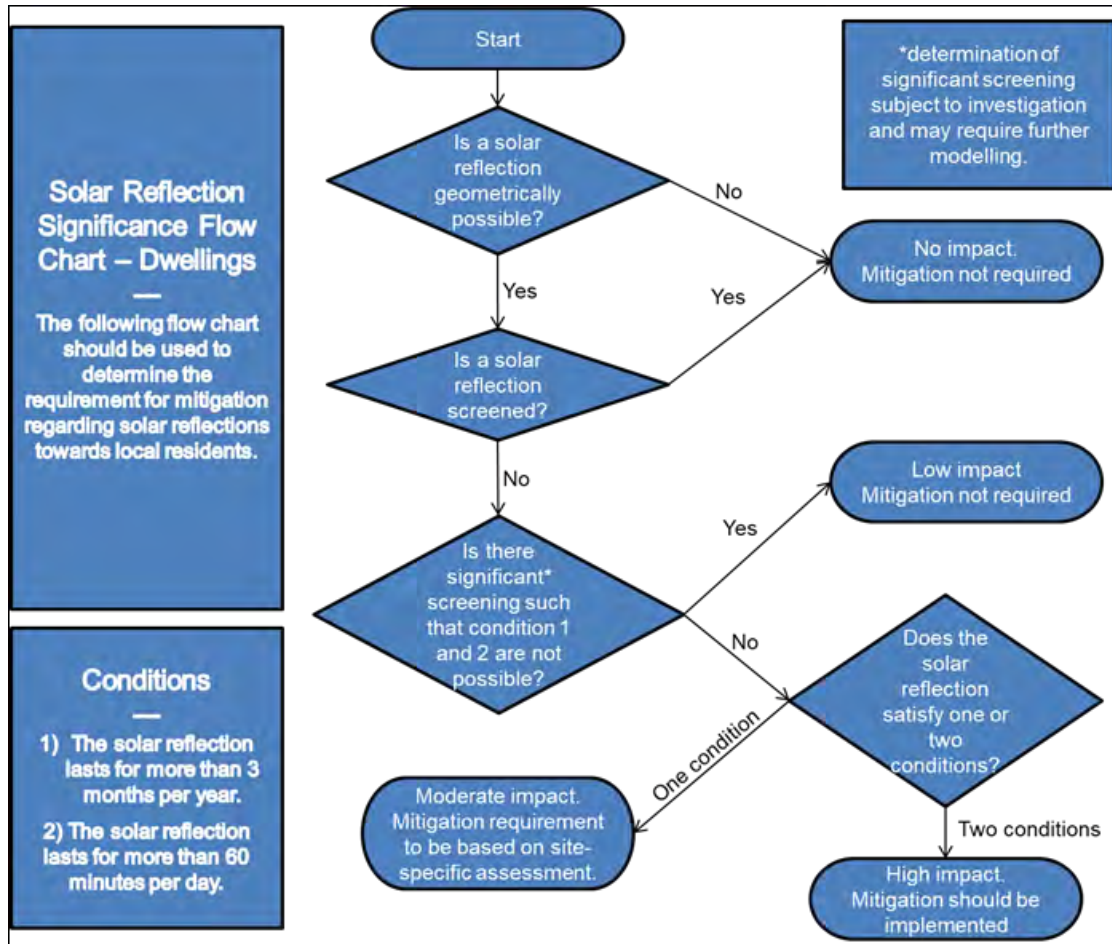 Solar Reflection
Significance Flow
Chart – Dwellings
—
The following flow chart
should be used to
determine the
requirement for mitigation
regarding solar reflections
towards local residents.
Conditions
—
1) The solar reflection
lasts for more than 3
months per year.
2) The solar reflection
lasts for more than 60
minutes per day.
Start
*determination of
significant screening
subject to investigation
and may require further
modelling.
Is a solar
reflection
geometrically
possible?
No
No impact.
Mitigation not required
Yes
Yes
Is a solar
reflection
screened?
No
Low impact
Mitigation not required
Yes
Is there
significant*
screening such
that condition 1
and 2 are not
possible?
No
Does the
solar
reflection
satisfy one or
two
conditions?
One condition
Moderate impact.
Mitigation requirement
to be based on site-
specific assessment.
Two conditions
High impact.
Mitigation should be
implemented